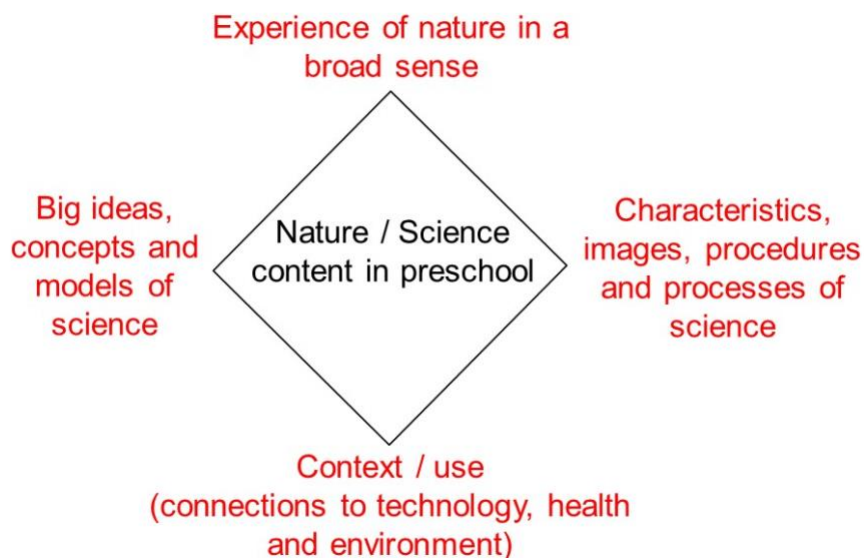 Experience of nature in a
broad sense
Big ideas,
concepts and
models of
science
Nature / Science
content in preschool
Characteristics,
images, procedures
and processes of
science
Context / use
(connections to technology, health
and environment)